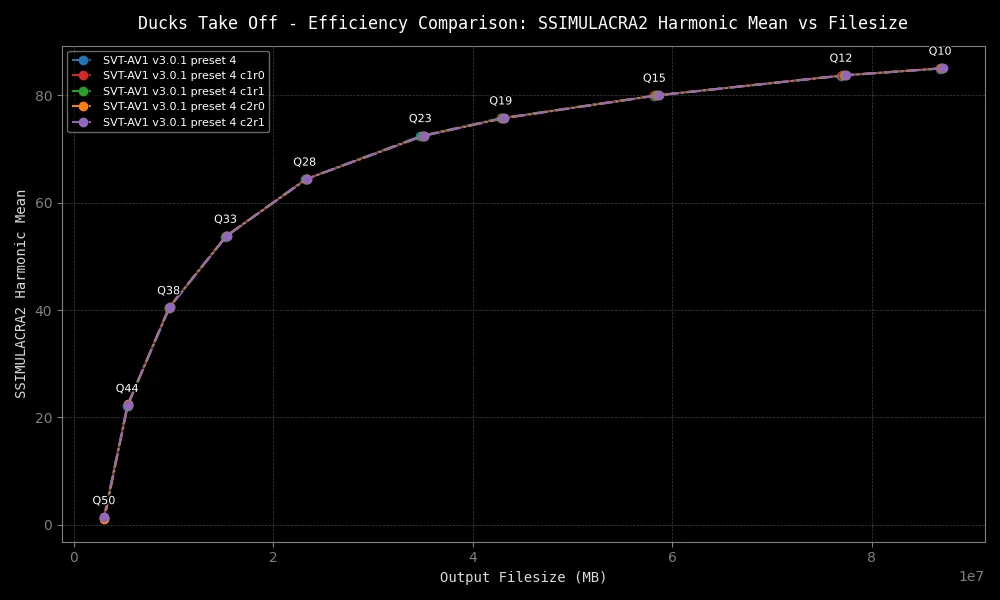 Ducks Take Off - Efficiency Comparison: SSIMULACRA2 Harmonic Mean vs Filesize
SVT-AV1 v3.0.1 preset 4
SVT-AV1 v3.0.1 preset 4 c1r0
SVT-AV1 v3.0.1 preset 4 c1r1
SVT-AV1 v3.0.1 preset 4 c2r0
SVT-AV1 v3.0.1 preset 4 c2r1
Q10
Q12
Q15
Q19
Q23
Q28
Q33
Q38
Q44
Q50
SSIMULACRA2 Harmonic Mean
80
60
40
20
0
0 2 4 6 8
1e7
Output Filesize (MB)